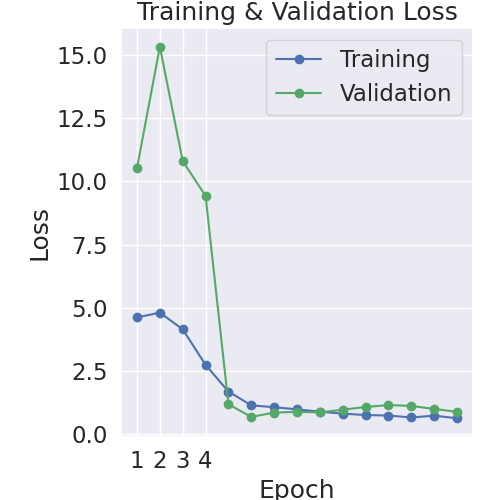 Training & Validation Loss
Training
Validation
Loss
15.0
12.5
10.0
7.5
5.0
2.5
0.0
1 2 3 4
Epoch